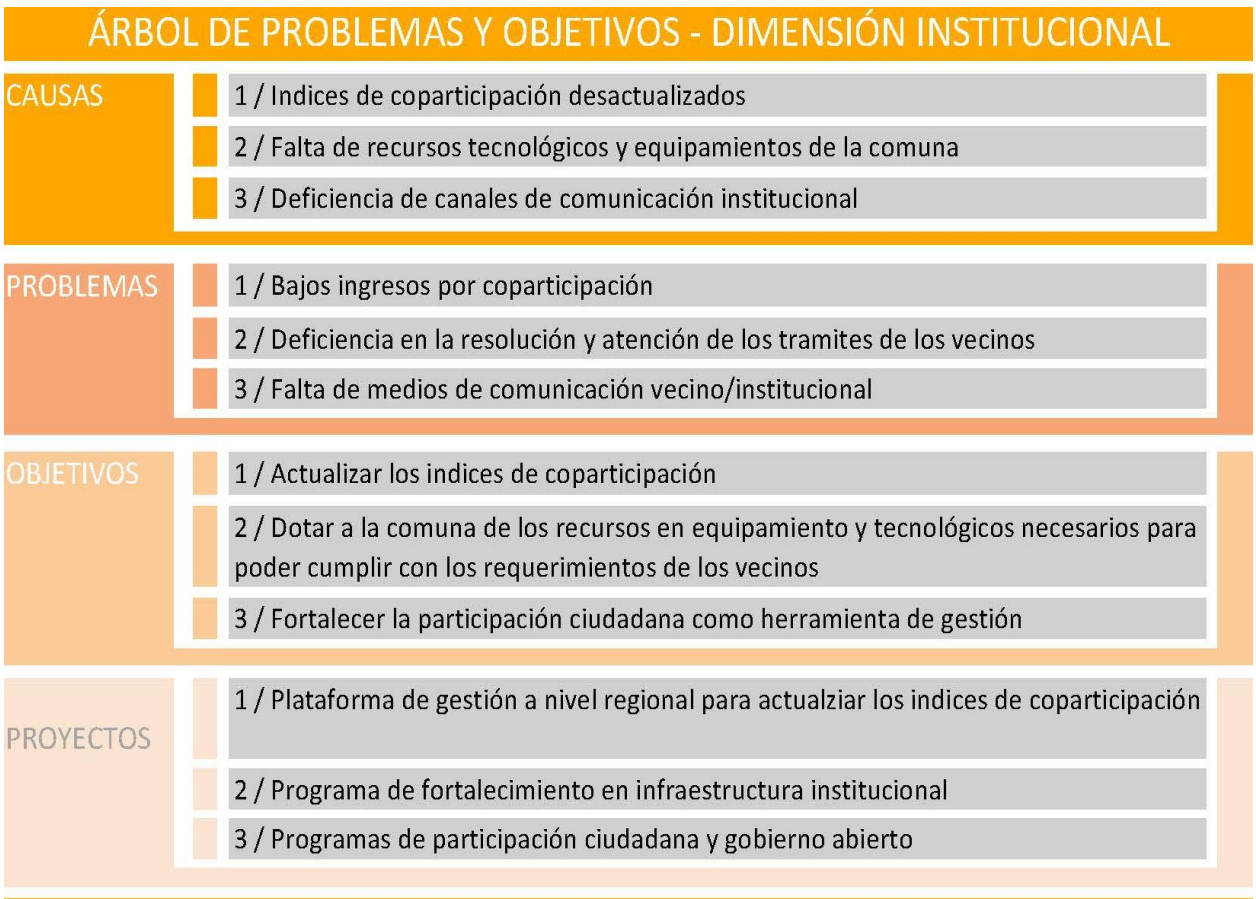 ÁRBOL DE PROBLEMAS Y OBJETIVOS - DIMENSIÓN INSTITUCIONAL
CAUSAS
1 / Indices de coparticipación desactualizados
2 / Falta de recursos tecnológicos y equipamientos de la comuna
3 / Deficiencia de canales de comunicación institucional
PROBLEMAS
1 / Bajos ingresos por coparticipación
2 / Deficiencia en la resolución y atención de los tramites de los vecinos
3 / Falta de medios de comunicación vecino/institucional
OBJETIVOS
1 / Actualizar los indices de coparticipación
2 / Dotar a la comuna de los recursos en equipamiento y tecnológicos necesarios para
poder cumplir con los requerimientos de los vecinos
3 / Fortalecer la participación ciudadana como herramienta de gestión
PROYECTOS
1 / Plataforma de gestión a nivel regional para actualziar los indices de coparticipación
2 / Programa de fortalecimiento en infraestructura institucional
3 / Programas de participación ciudadana y gobierno abierto